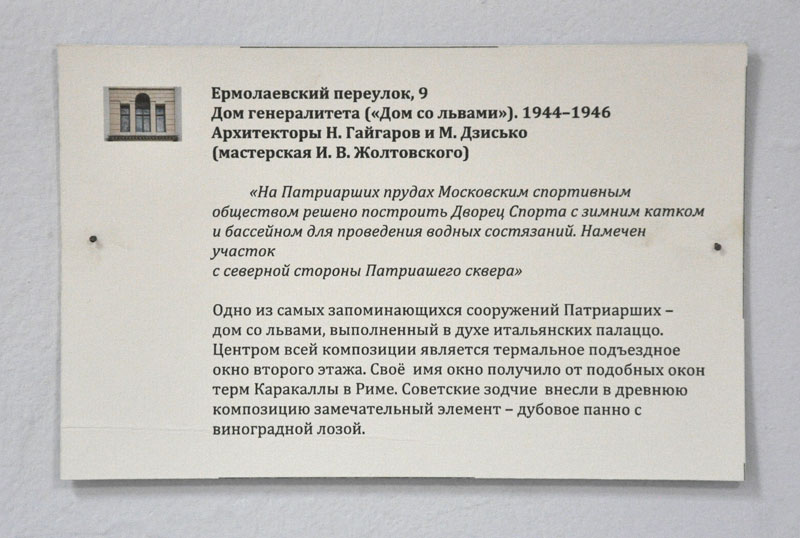 Ермолаевский переулок, 9
Дом генералитета («Дом со львами»). 1944–1946
Архитекторы Н. Гайгаров и М. Дзисько
(мастерская И. В. Жолтовского)
«На Патриарших прудах Московским спортивным
обществом решено построить Дворец Спорта с зимним катком
и бассейном для проведения водных состязаний. Намечен
участок
с северной стороны Патриашего сквера»
Одно из самых запоминающихся сооружений Патриарших –
дом со львами, выполненный в духе итальянских палаццо.
Центром всей композиции является термальное подъездное
окно второго этажа. Своё имя окно получило от подобных окон
терм Каракаллы в Риме. Советские зодчие внесли в древнюю
композицию замечательный элемент – дубовое панно с
виноградной лозой.